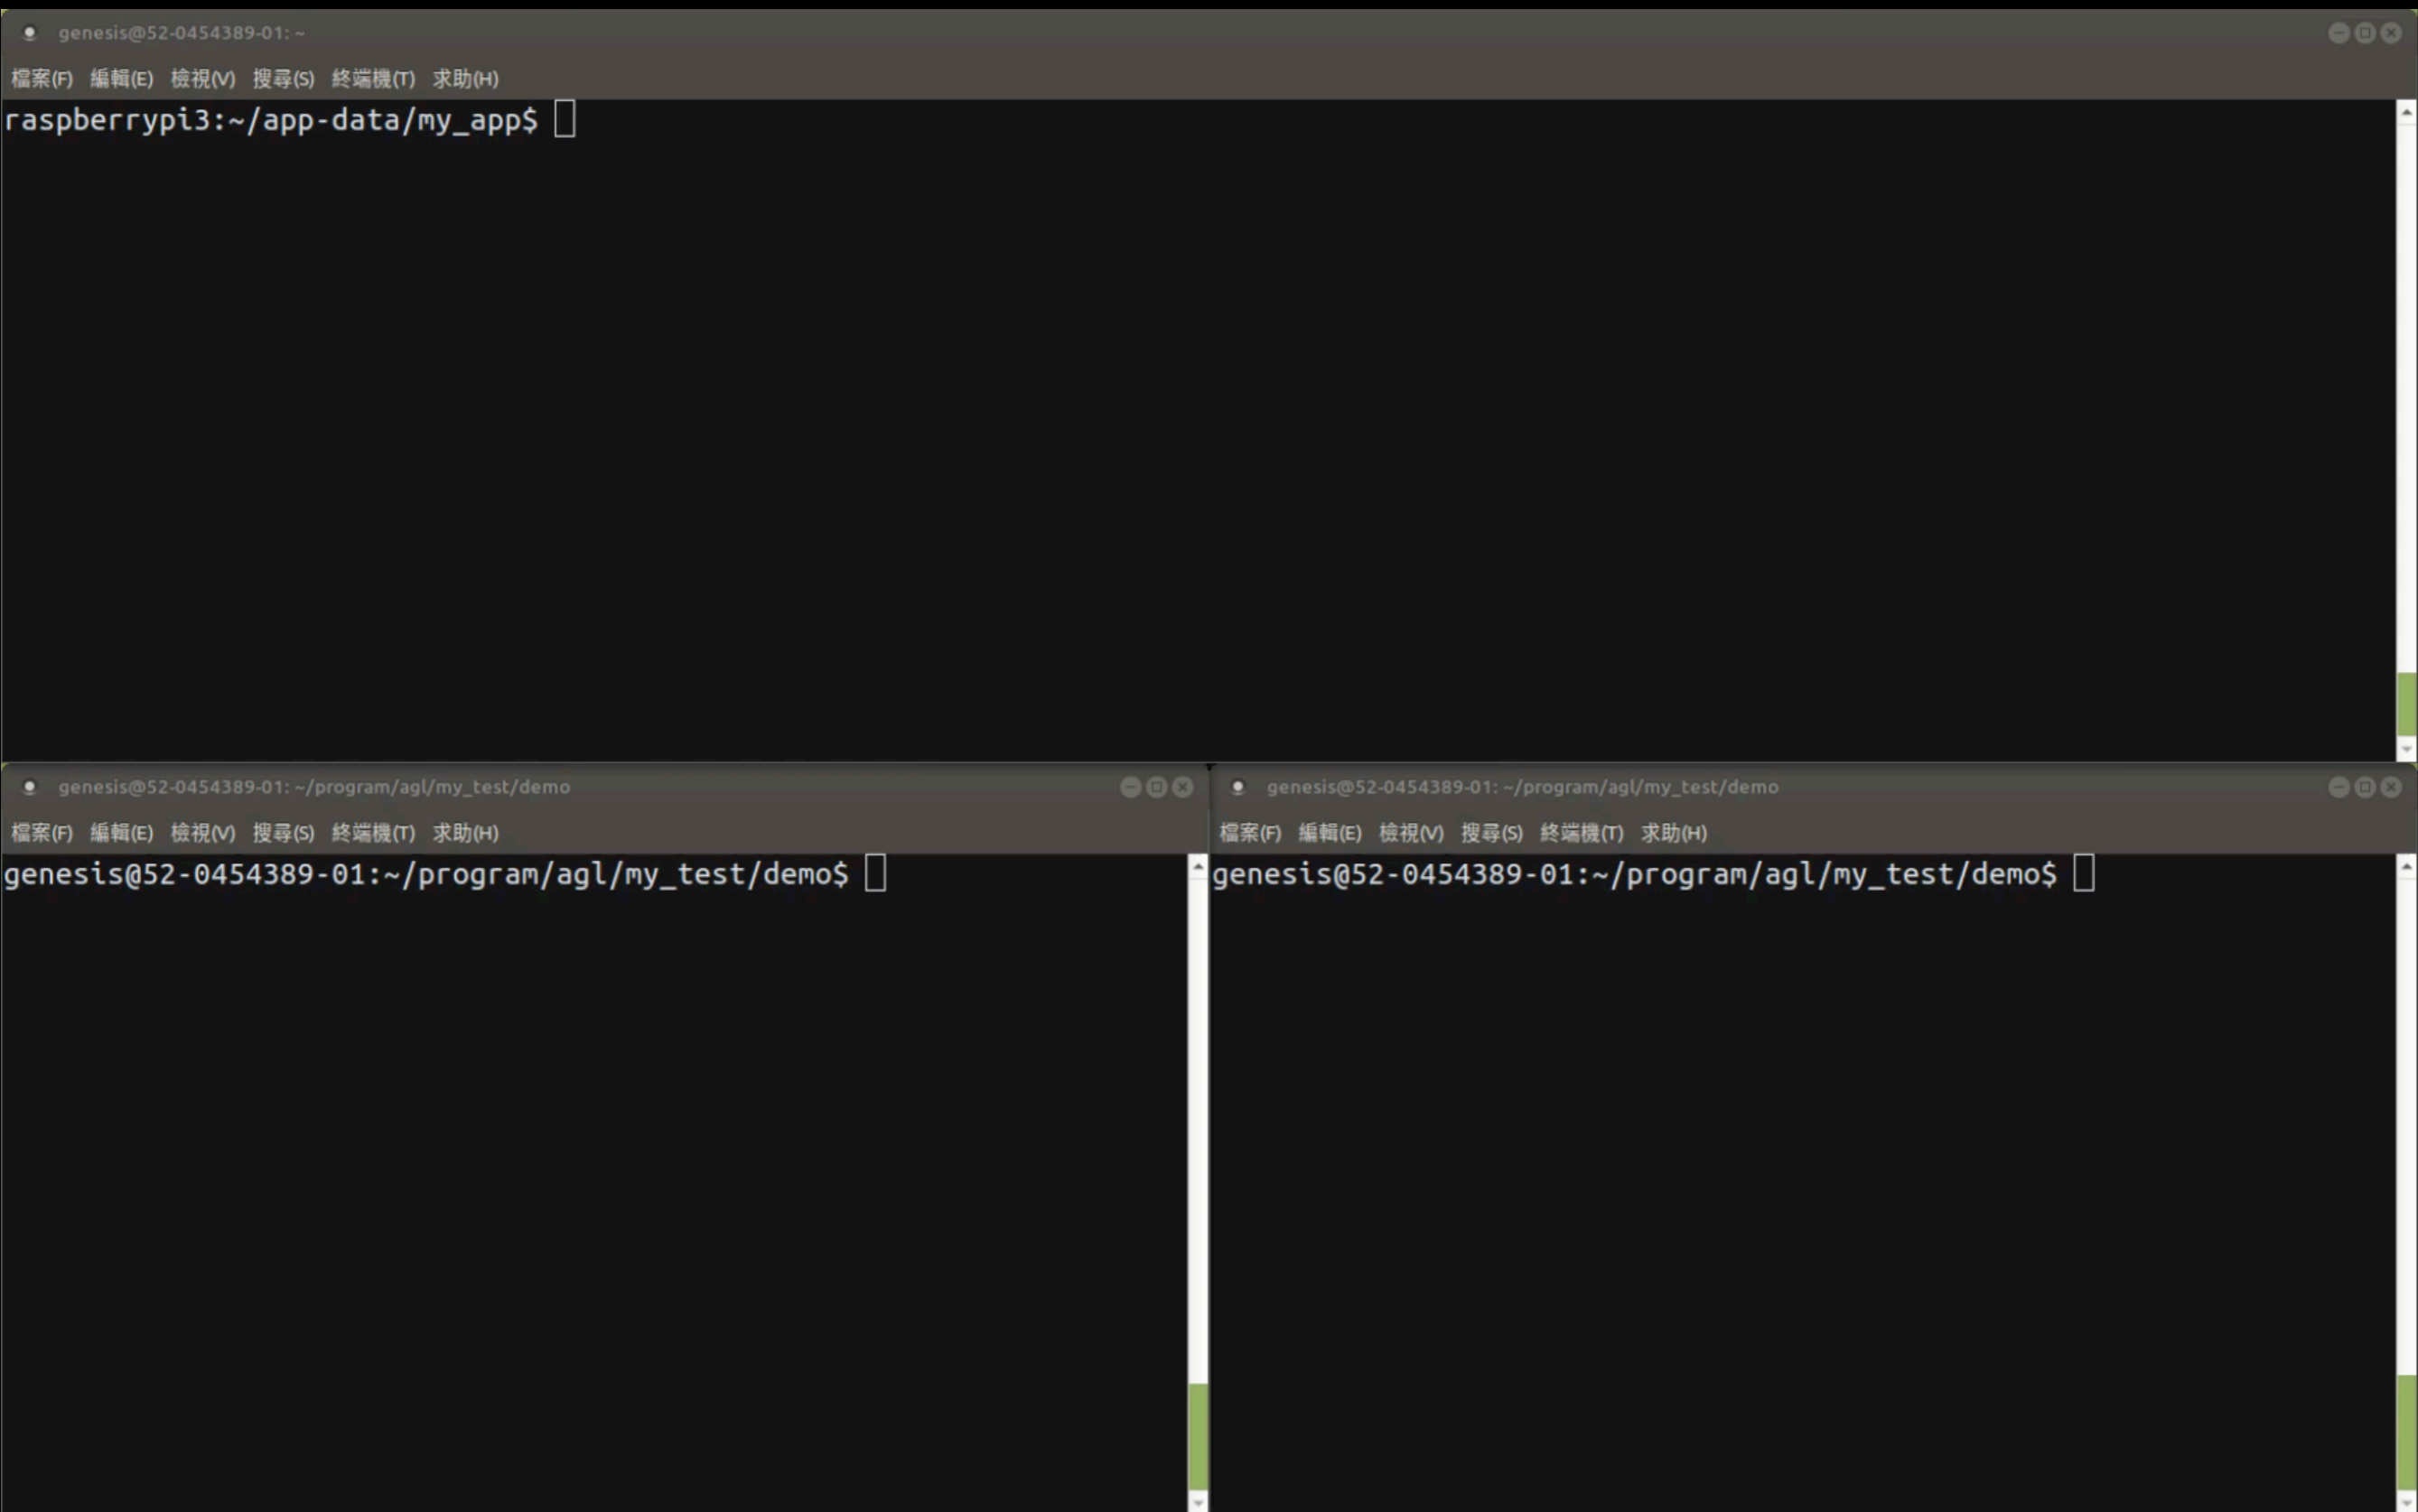 genesis@52-0454389-01: ~
檔案(F) 編輯(E) 檢視(V) 搜尋(S) 終端機(T) 求助(H)
raspberrypi3:~/app-data/my_app$
genesis@52-0454389-01: ~/program/agl/my_test/demo
檔案(F) 編輯(E) 檢視(V) 搜尋(S) 終端機(T) 求助(H)
genesis@52-0454389-01:~/program/agl/my_test/demo$
genesis@52-0454389-01: ~/program/agl/my_test/demo
檔案(F) 編輯(E) 檢視(V) 搜尋(S) 終端機(T) 求助(H)
genesis@52-0454389-01:~/program/agl/my_test/demo$